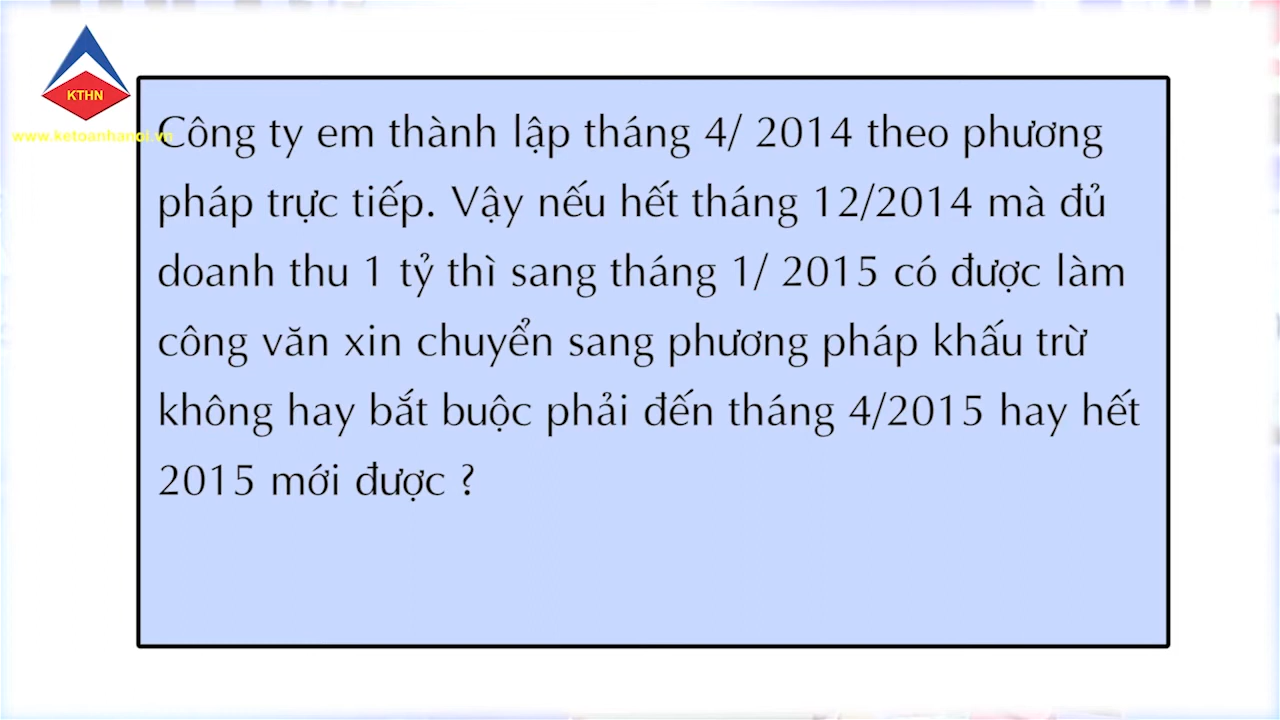 KTHN
www.ketoanhanoi.vn
Công ty em thành lập tháng 4/ 2014 theo phương
pháp trực tiếp. Vậy nếu hết tháng 12/2014 mà đủ
doanh thu 1 tỷ thì sang tháng 1/ 2015 có được làm
công văn xin chuyển sang phương pháp khấu trừ
không hay bắt buộc phải đến tháng 4/2015 hay hết
2015 mới được ?